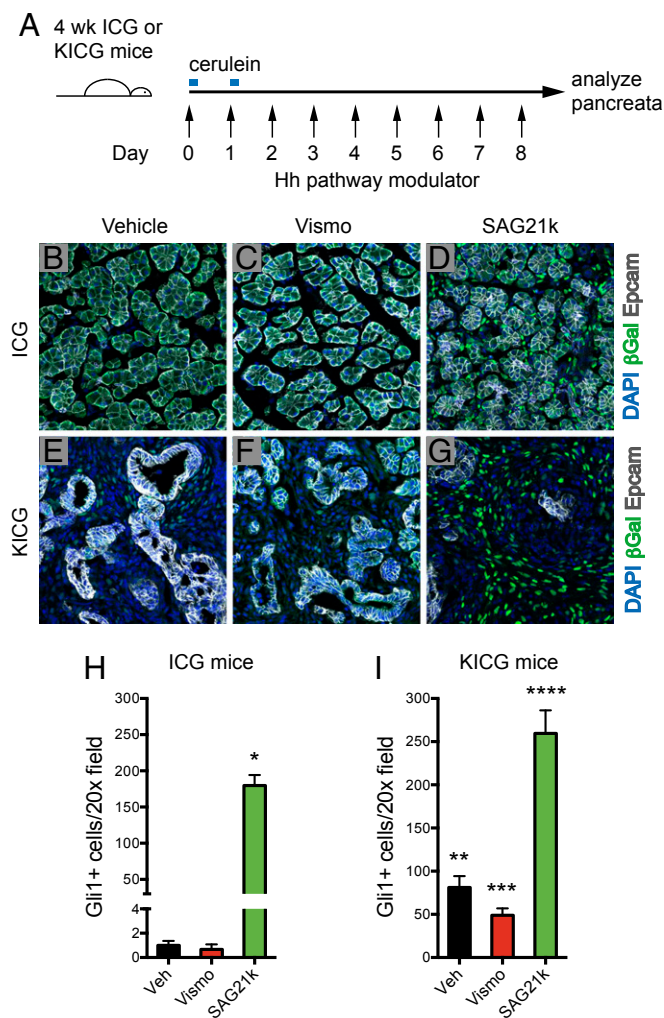 A
4 wk ICG or
KICG mice
cerulein
analyze
pancreata
Day
0 1 2 3 4 5 6 7 8
Hh pathway modulator
Vehicle Vismo SAG21k
B C D
ICG
DAPI βGal Epcam
E F G
KICG
DAPI βGal Epcam
H ICG mice
Gli1+ cells/20x field
300
250
200
150
100
50
4
2
0
*
Veh Vismo SAG21k
I KICG mice
Gli1+ cells/20x field
300
250
200
150
100
50
0
** *** ****
Veh Vismo SAG21k